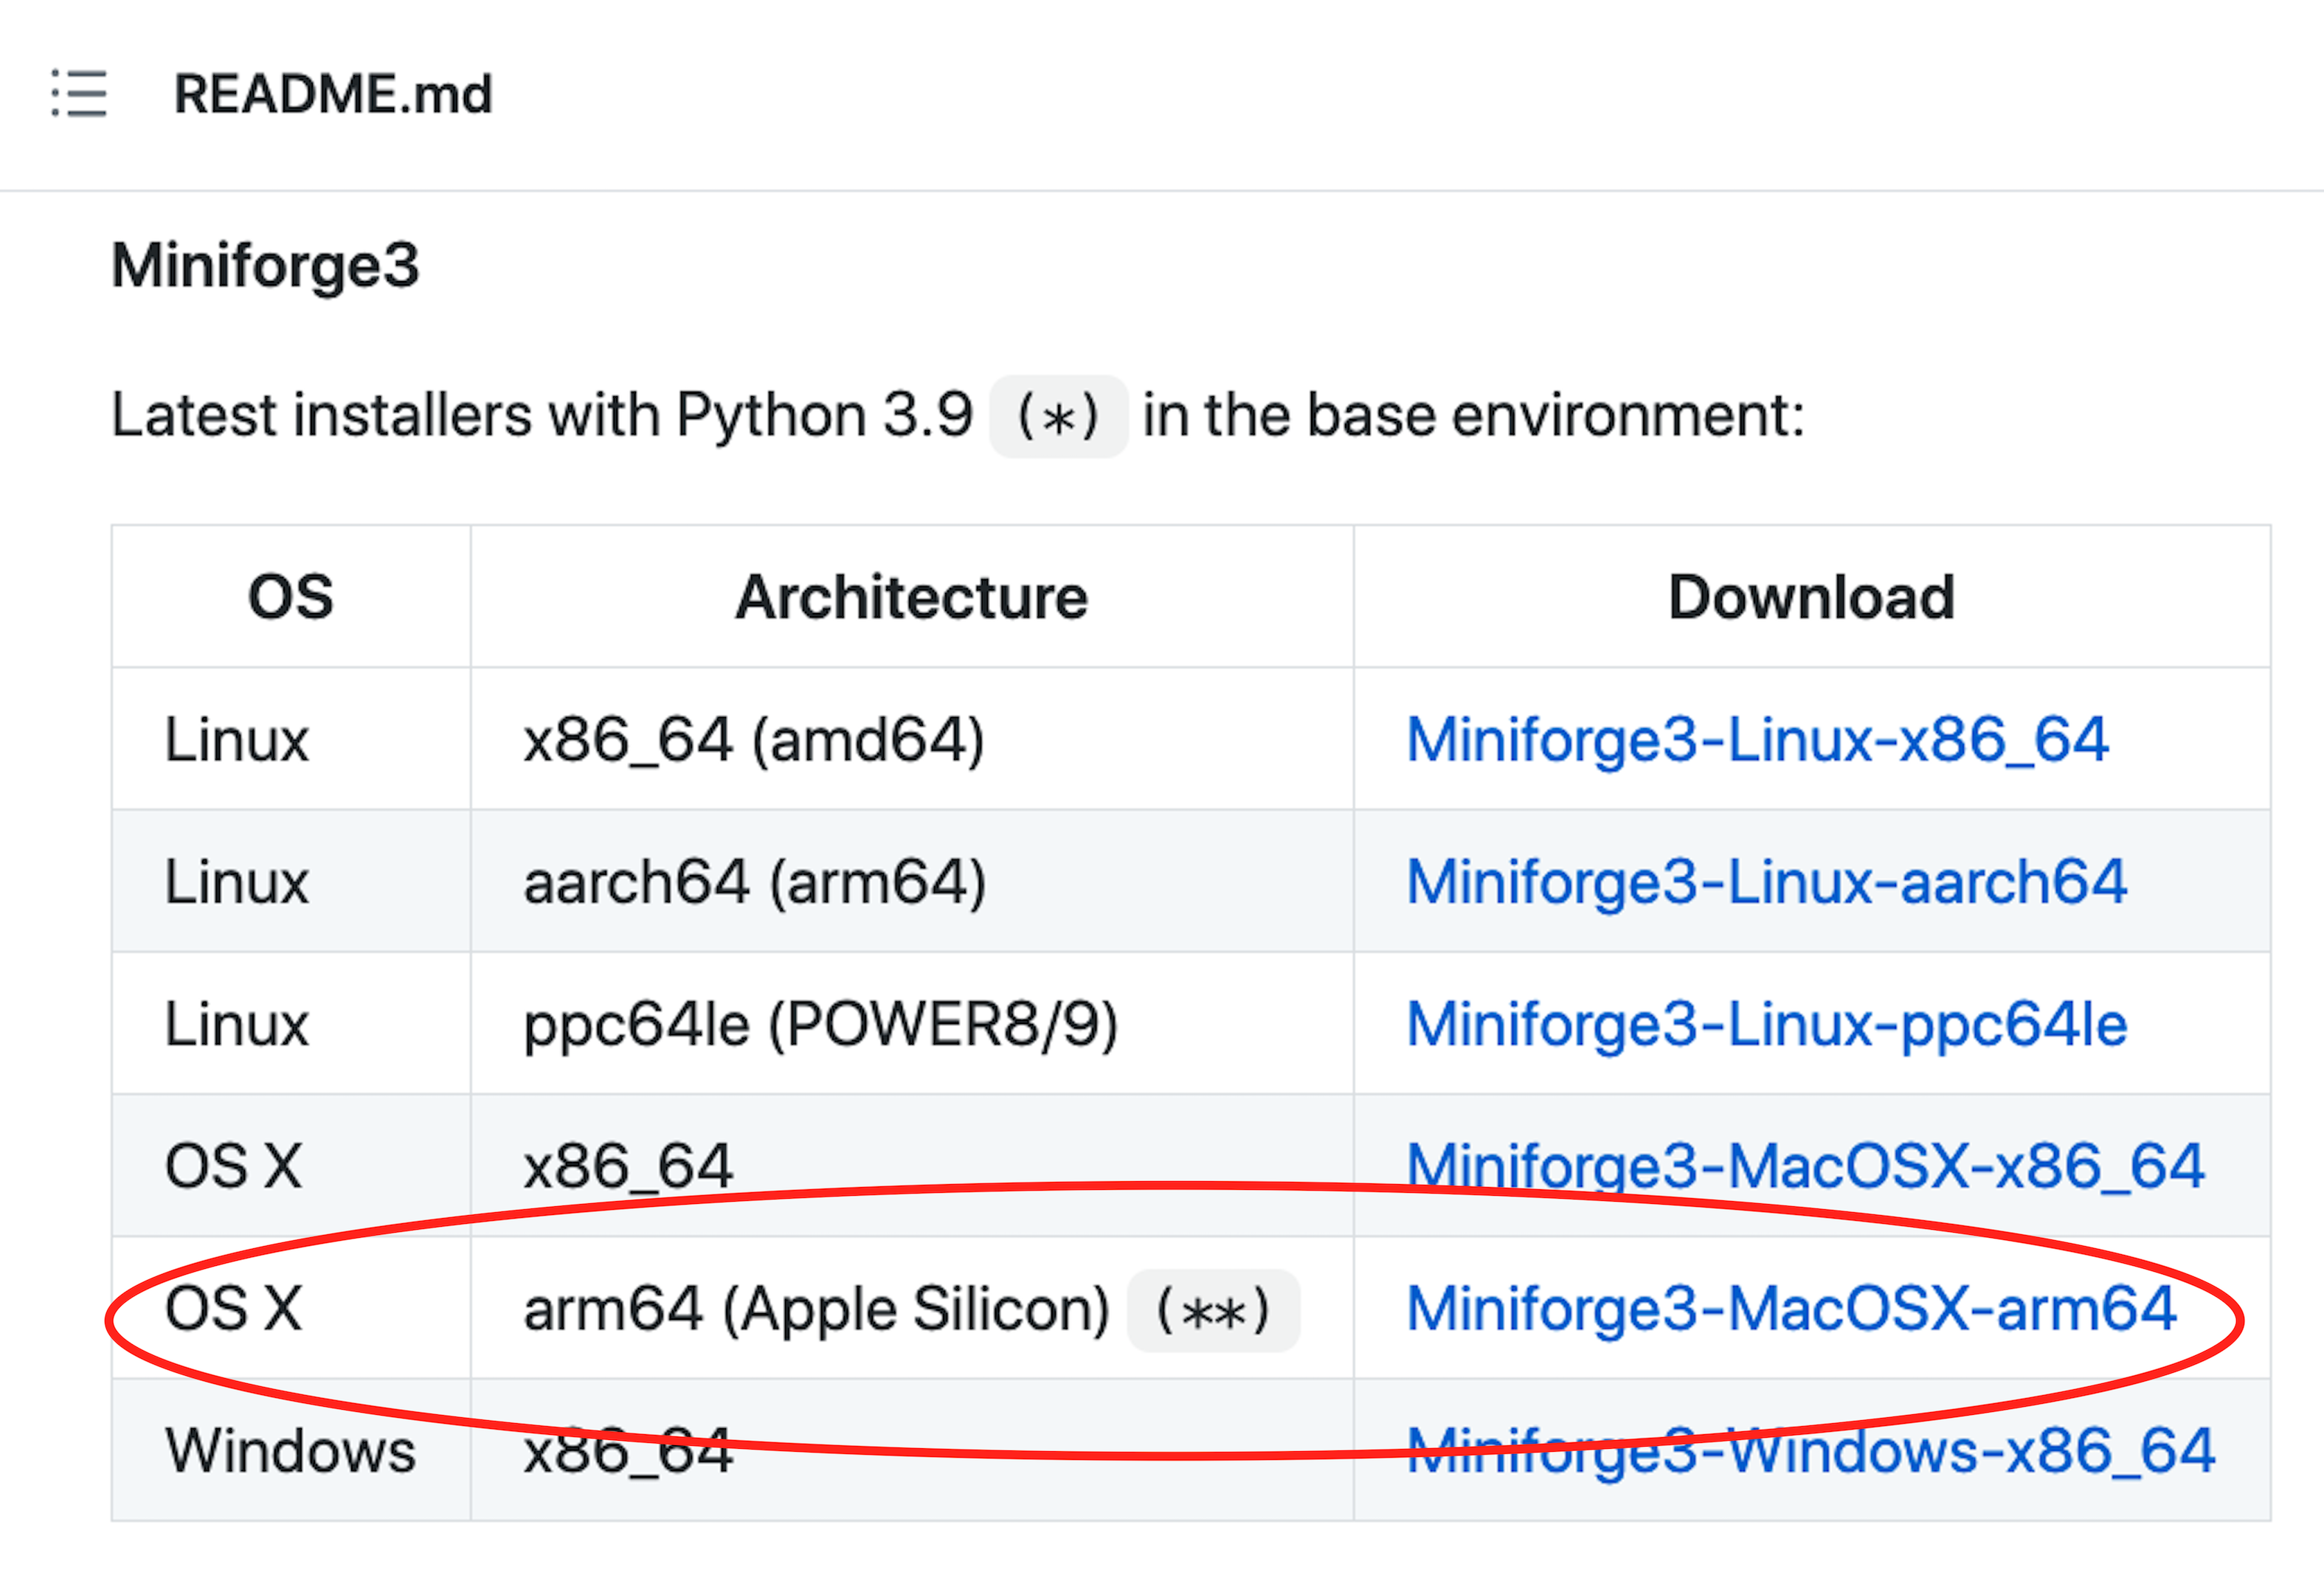 README.md
Miniforge3
Latest installers with Python 3.9 (*) in the base environment:
OS Architecture Download
Linux x86_64 (amd64) Miniforge3-Linux-x86_64
Linux aarch64 (arm64) Miniforge3-Linux-aarch64
Linux ppc64le (POWER8/9) Miniforge3-Linux-ppc64le
OS X x86_64 Miniforge3-MacOSX-x86_64
OS X arm64 (Apple Silicon) (**) Miniforge3-MacOSX-arm64
Windows x86_64 Miniforge3-Windows-x86_64